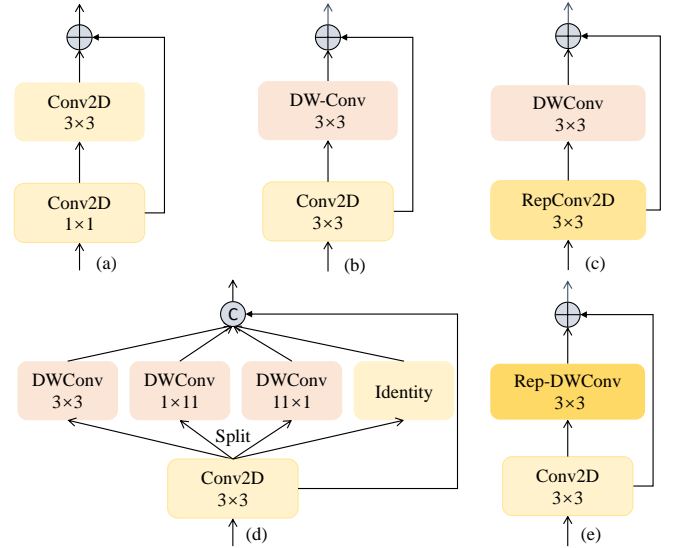 Conv2D
3×3
Conv2D
1×1
(a)
DW-Conv
3×3
Conv2D
3×3
(b)
DWConv
3×3
RepConv2D
3×3
(c)
C
DWConv
3×3
DWConv
1×11
DWConv
11×1
Identity
Split
Conv2D
3×3
(d)
Rep-DWConv
3×3
Conv2D
3×3
(e)